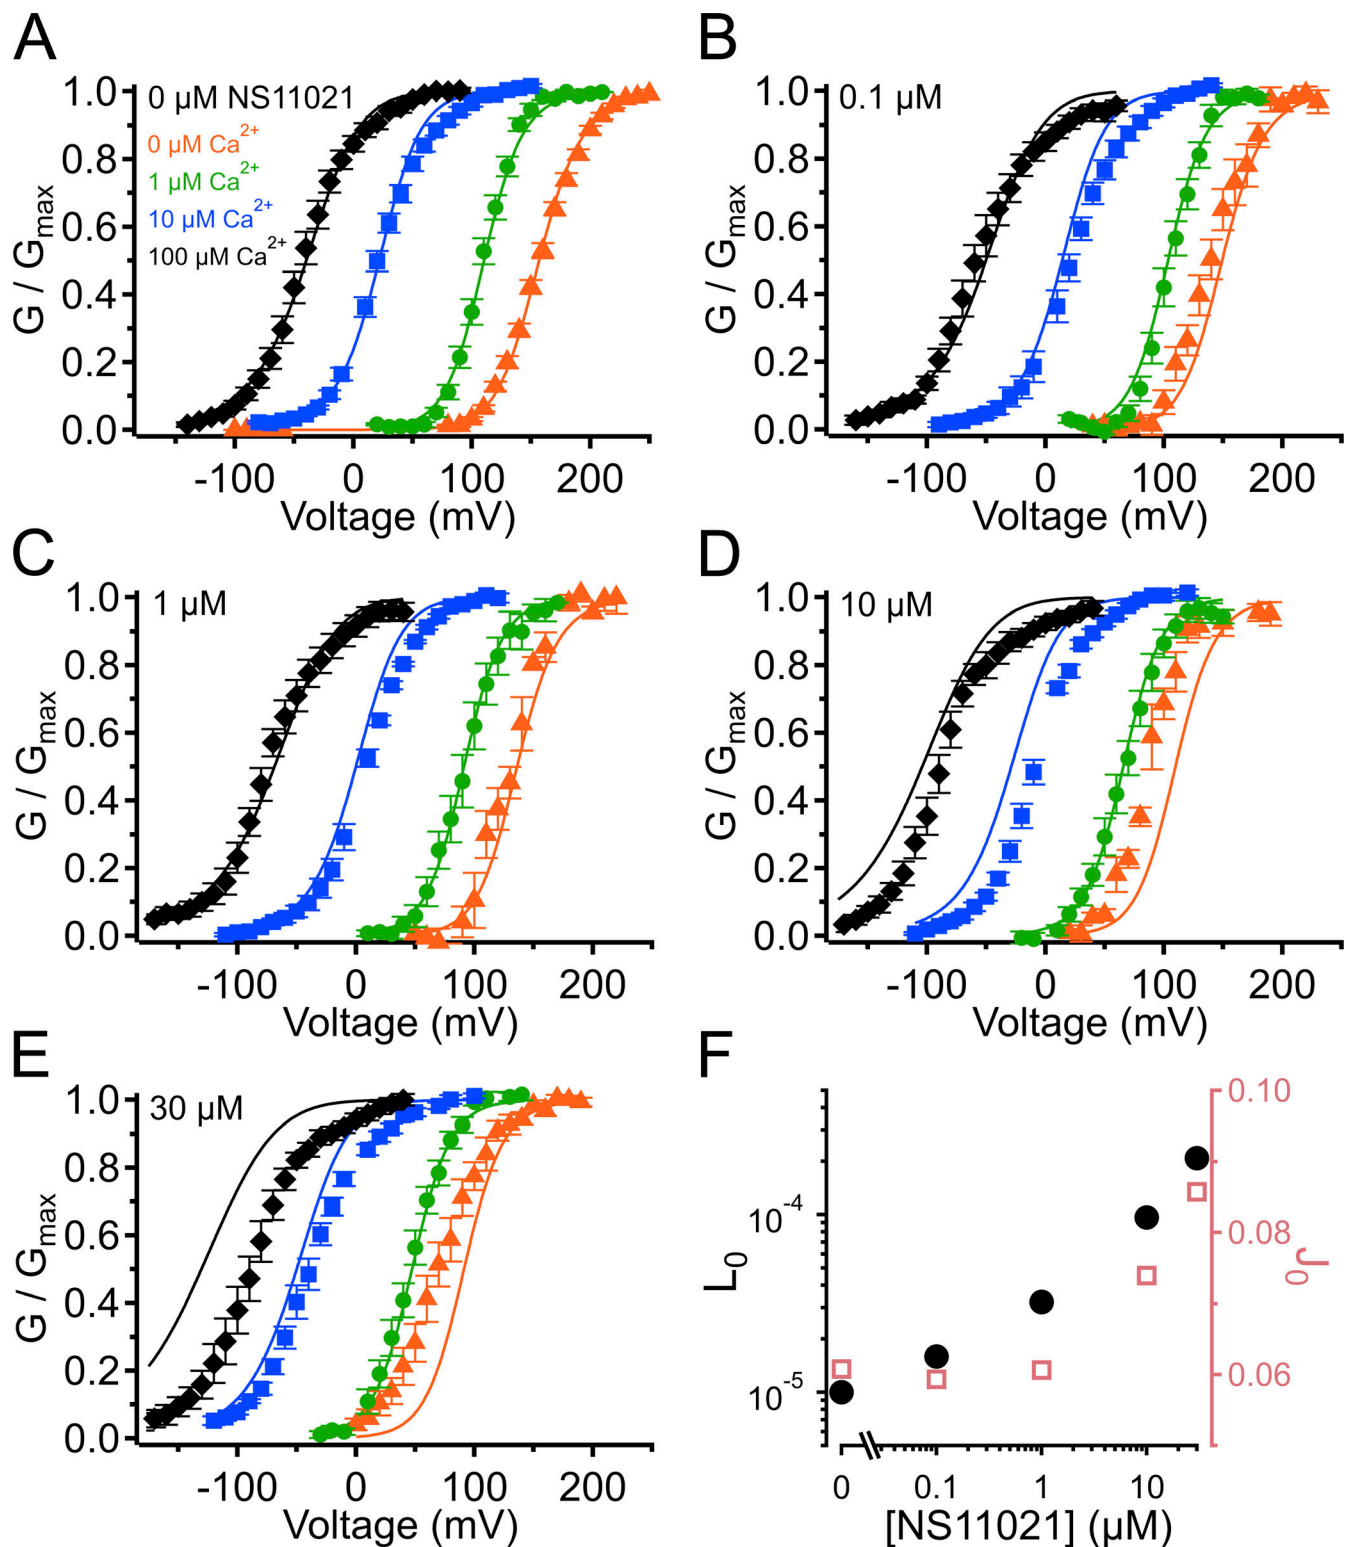 A
0 µM NS11021
0 µM Ca²⁺
1 µM Ca²⁺
10 µM Ca²⁺
100 µM Ca²⁺
G / Gmax
1.0
0.8
0.6
0.4
0.2
0.0
-100 0 100 200
Voltage (mV)
B
0.1 µM
G / Gmax
1.0
0.8
0.6
0.4
0.2
0.0
-100 0 100 200
Voltage (mV)
C
1 µM
G / Gmax
1.0
0.8
0.6
0.4
0.2
0.0
-100 0 100 200
Voltage (mV)
D
10 µM
G / Gmax
1.0
0.8
0.6
0.4
0.2
0.0
-100 0 100 200
Voltage (mV)
E
30 µM
G / Gmax
1.0
0.8
0.6
0.4
0.2
0.0
-100 0 100 200
Voltage (mV)
F
L₀
10⁻⁴
10⁻⁵
0.10
0.08
0.06
J₀
0 0.1 1 10
[NS11021] (µM)